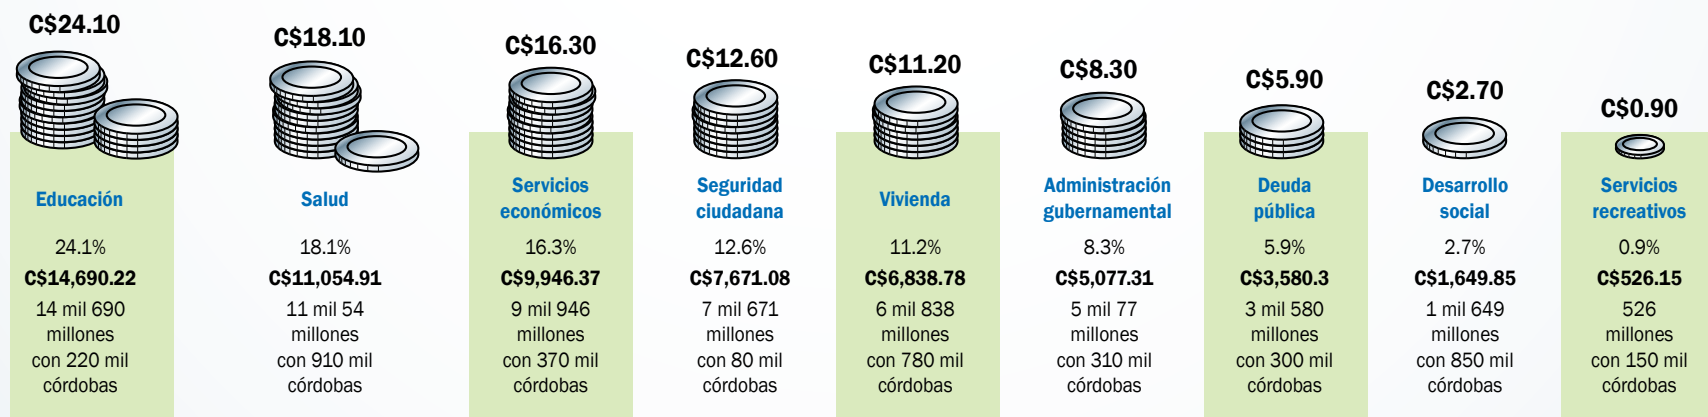 C$24.10
Educación
24.1%
C$14,690.22
14 mil 690
millones
con 220 mil
córdobas
C$18.10
Salud
18.1%
C$11,054.91
11 mil 54
millones
con 910 mil
córdobas
C$16.30
Servicios
económicos
16.3%
C$9,946.37
9 mil 946
millones
con 370 mil
córdobas
C$12.60
Seguridad
ciudadana
12.6%
C$7,671.08
7 mil 671
millones
con 80 mil
córdobas
C$11.20
Vivienda
11.2%
C$6,838.78
6 mil 838
millones
con 780 mil
córdobas
C$8.30
Administración
gubernamental
8.3%
C$5,077.31
5 mil 77
millones
con 310 mil
córdobas
C$5.90
Deuda
pública
5.9%
C$3,580.3
3 mil 580
millones
con 300 mil
córdobas
C$2.70
Desarrollo
social
2.7%
C$1,649.85
1 mil 649
millones
con 850 mil
córdobas
C$0.90
Servicios
recreativos
0.9%
C$526.15
526
millones
con 150 mil
córdobas